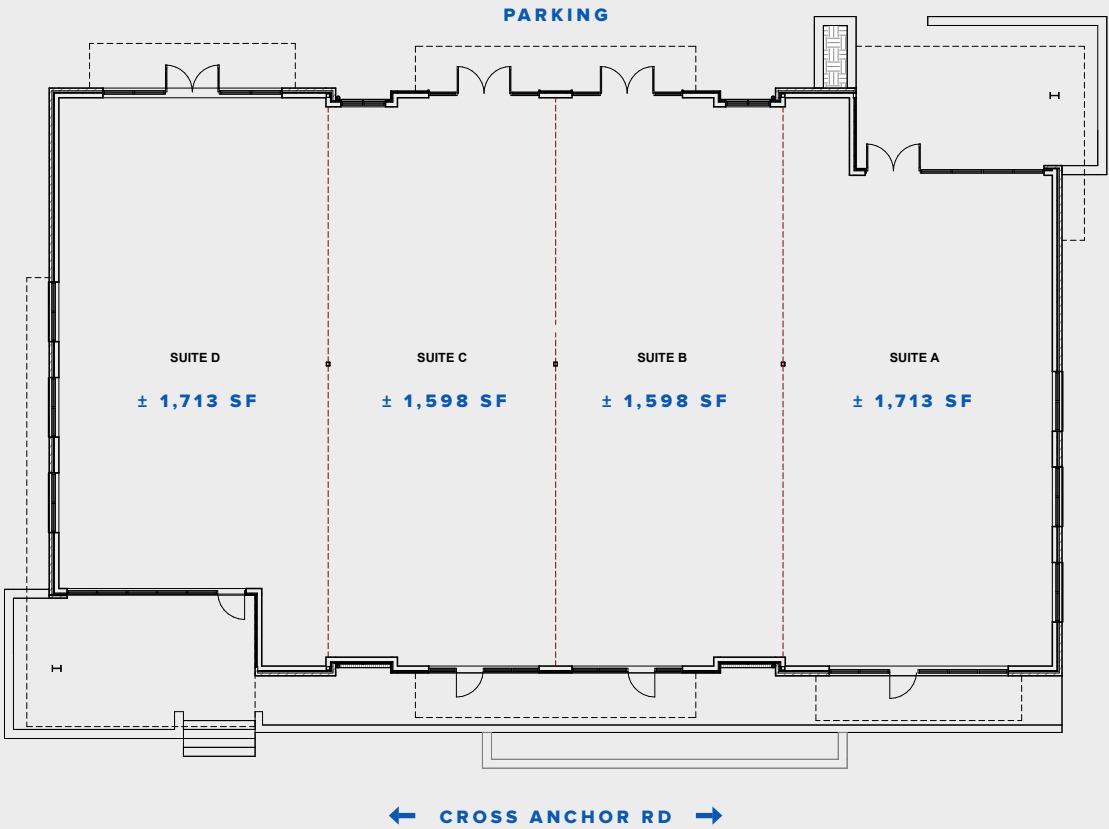 PARKING
SUITE D
± 1,713 SF
SUITE C
± 1,598 SF
SUITE B
± 1,598 SF
SUITE A
± 1,713 SF
CROSS ANCHOR RD